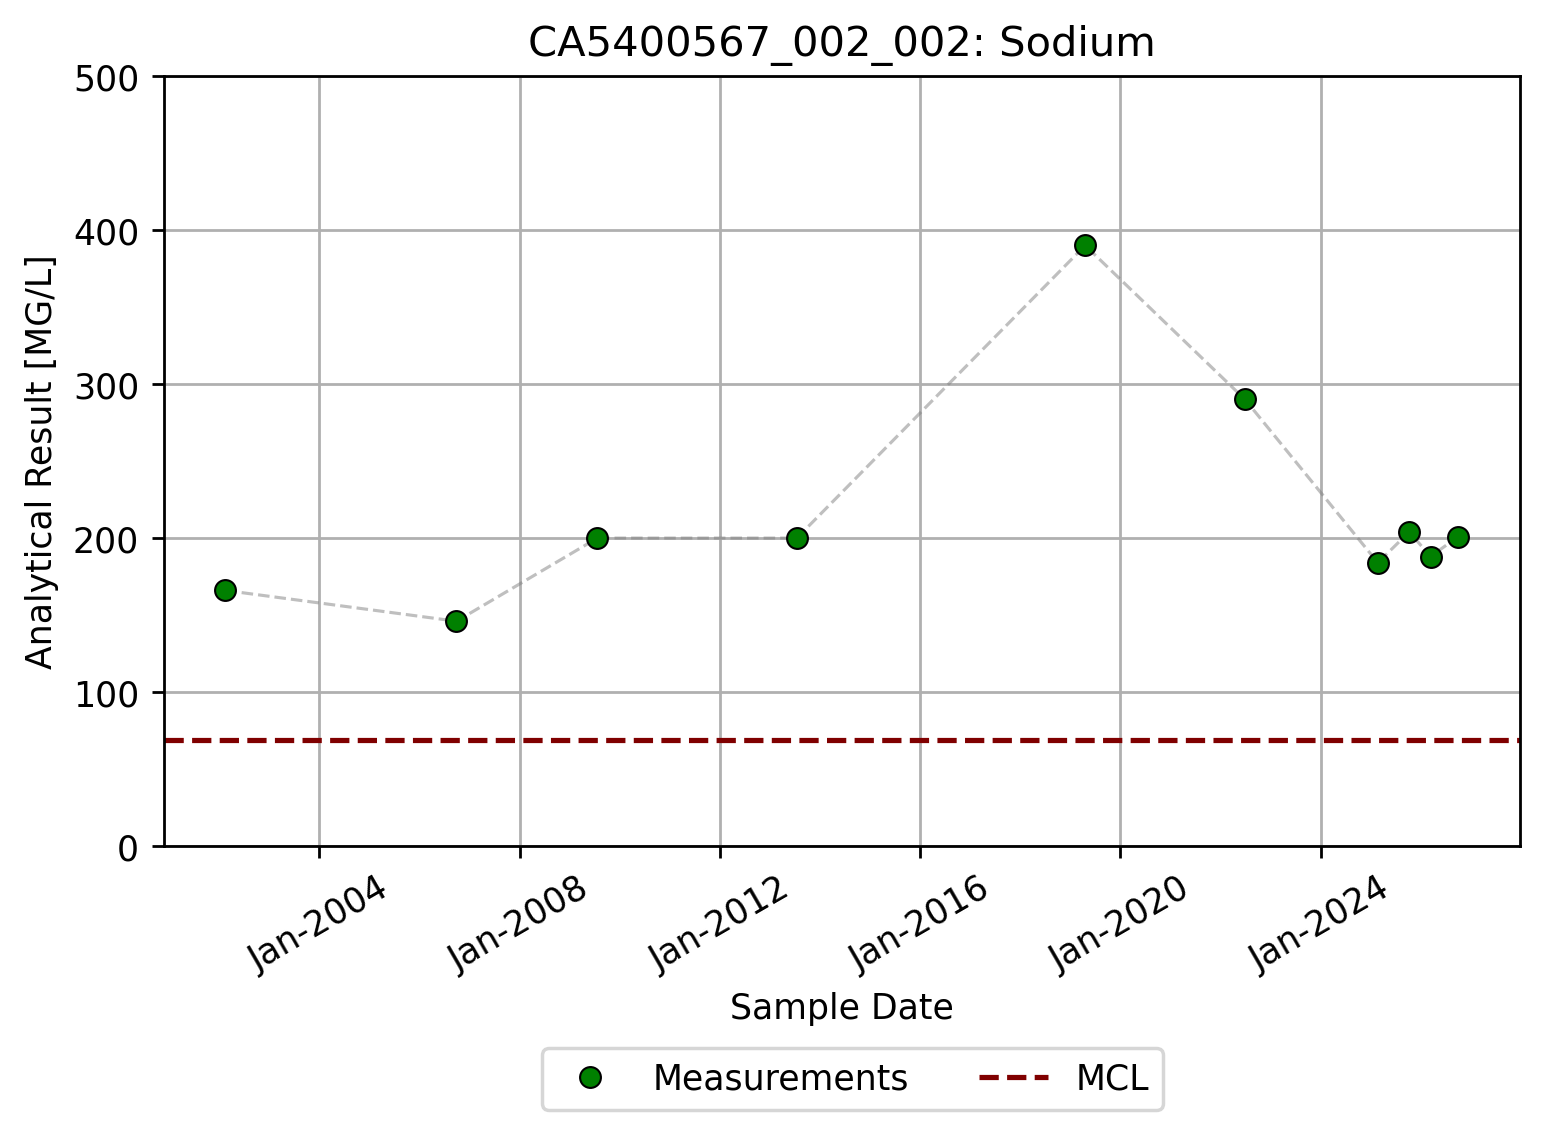 CA5400567_002_002: Sodium
500
400
300
200
100
0
Analytical Result [MG/L]
Jan-2004
Jan-2008
Jan-2012
Jan-2016
Jan-2020
Jan-2024
Sample Date
Measurements
MCL